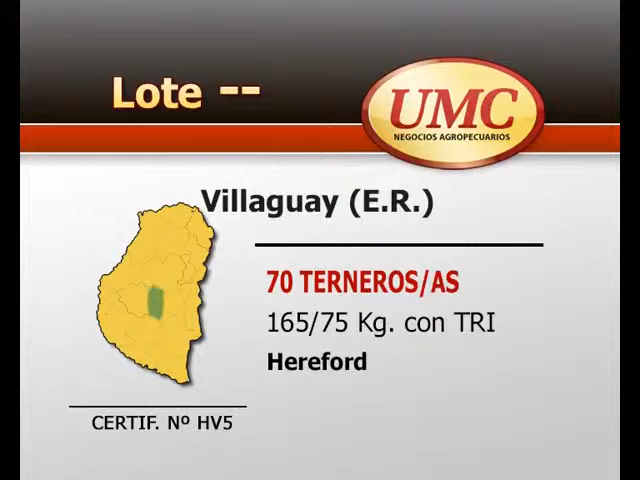 Lote --
UMC
NEGOCIOS AGROPECUARIOS
Villaguay (E.R.)
70 TERNEROS/AS
165/75 Kg. con TRI
Hereford
CERTIF. Nº HV5